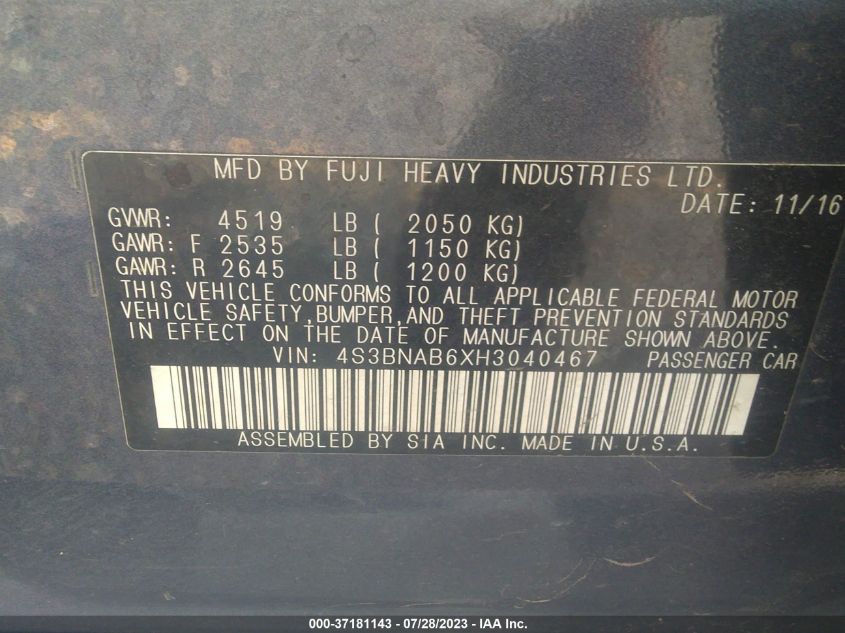 MFD BY FUJI HEAVY INDUSTRIES LTD.
DATE: 11/16
GVWR: 4519 LB ( 2050 KG)
GAWR: F 2535 LB ( 1150 KG)
GAWR: R 2645 LB ( 1200 KG)
THIS VEHICLE CONFORMS TO ALL APPLICABLE FEDERAL MOTOR
VEHICLE SAFETY,BUMPER,AND THEFT PREVENTION STANDARDS
IN EFFECT ON THE DATE OF MANUFACTURE SHOWN ABOVE.
VIN: 4S3BNAB6XH3040467 PASSENGER CAR
ASSEMBLED BY SIA INC. MADE IN U.S.A.
000-37181143 - 07/28/2023 - IAA Inc.